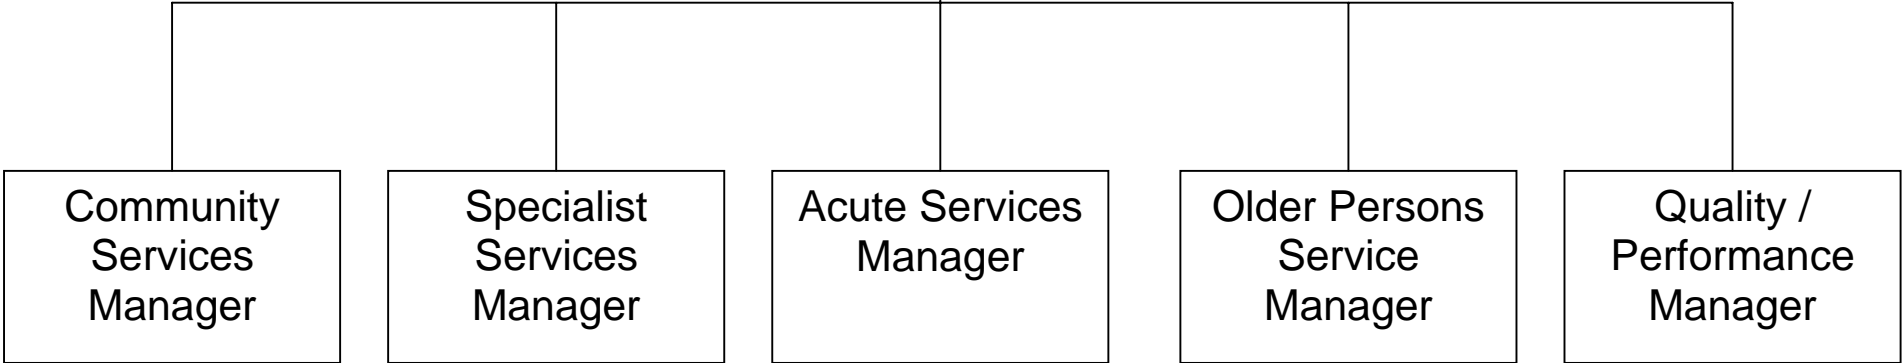 Community
Services
Manager
Specialist
Services
Manager
Acute Services
Manager
Older Persons
Service
Manager
Quality /
Performance
Manager